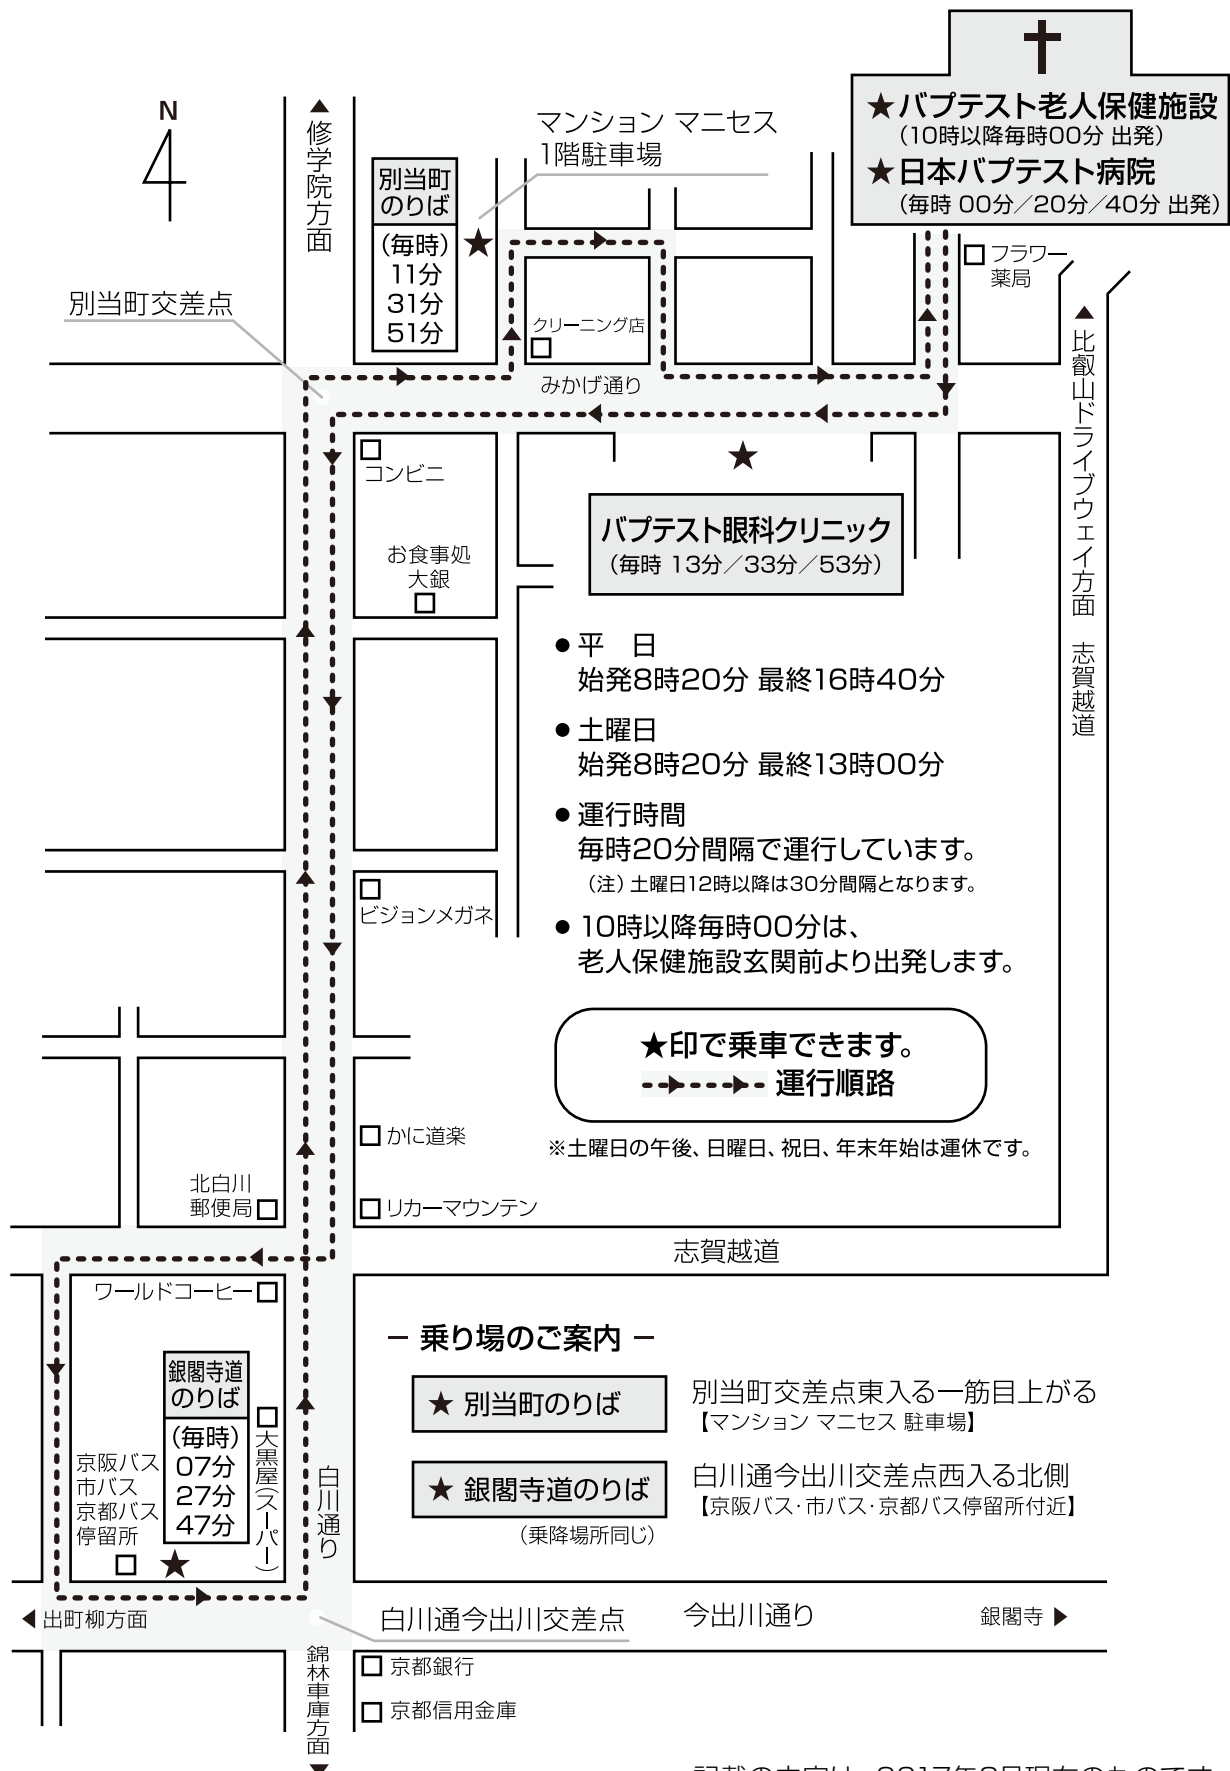 ★バプテスト老人保健施設
（10時以降毎時00分 出発）
★日本バプテスト病院
（毎時 00分／20分／40分 出発）
N
▲修学院方面
マンション マニセス
1階駐車場
別当町
のりば
（毎時）
11分
31分
51分
★
フラワー
薬局
別当町交差点
クリーニング店
みかげ通り
▲比叡山ドライブウェイ方面 志賀越道
コンビニ
★
バプテスト眼科クリニック
（毎時 13分／33分／53分）
お食事処
大銀
● 平　日
始発8時20分 最終16時40分
● 土曜日
始発8時20分 最終13時00分
● 運行時間
毎時20分間隔で運行しています。
（注）土曜日12時以降は30分間隔となります。
● 10時以降毎時00分は、
老人保健施設玄関前より出発します。
ビジョンメガネ
★印で乗車できます。
運行順路
※土曜日の午後、日曜日、祝日、年末年始は運休です。
かに道楽
北白川
郵便局
リカーマウンテン
志賀越道
ワールドコーヒー
銀閣寺道
のりば
（毎時）
07分
27分
47分
★
大黒屋（スーパー）
京阪バス
市バス
京都バス
停留所
白川通り
― 乗り場のご案内 ―
★ 別当町のりば
別当町交差点東入る一筋目上がる
【マンション マニセス 駐車場】
★ 銀閣寺道のりば
（乗降場所同じ）
白川通今出川交差点西入る北側
【京阪バス・市バス・京都バス停留所付近】
◀出町柳方面
白川通今出川交差点
今出川通り
銀閣寺 ▶
錦林車庫方面▼
京都銀行
京都信用金庫